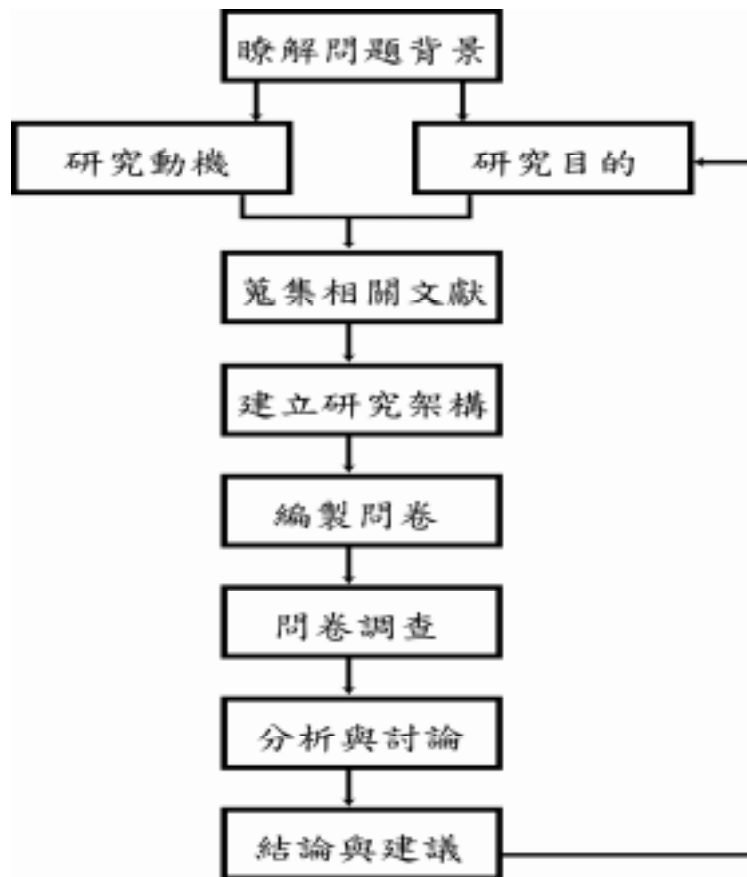 瞭解問題背景
研究動機
研究目的
蒐集相關文獻
建立研究架構
編製問卷
問卷調查
分析與討論
結論與建議